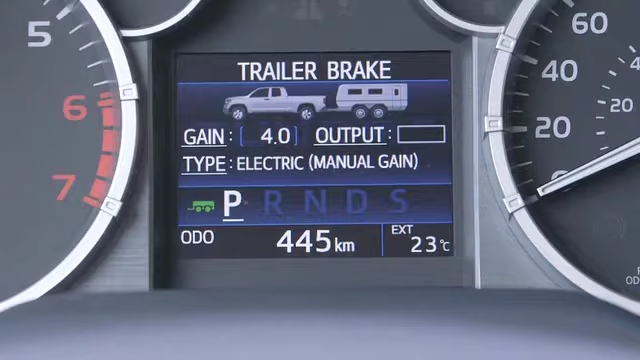 5
6
7
TRAILER BRAKE
GAIN : [ 4.0 ] OUTPUT :
TYPE : ELECTRIC (MANUAL GAIN)
P R N D S
ODO 445 km
EXT
23 °C
60
40
20
20